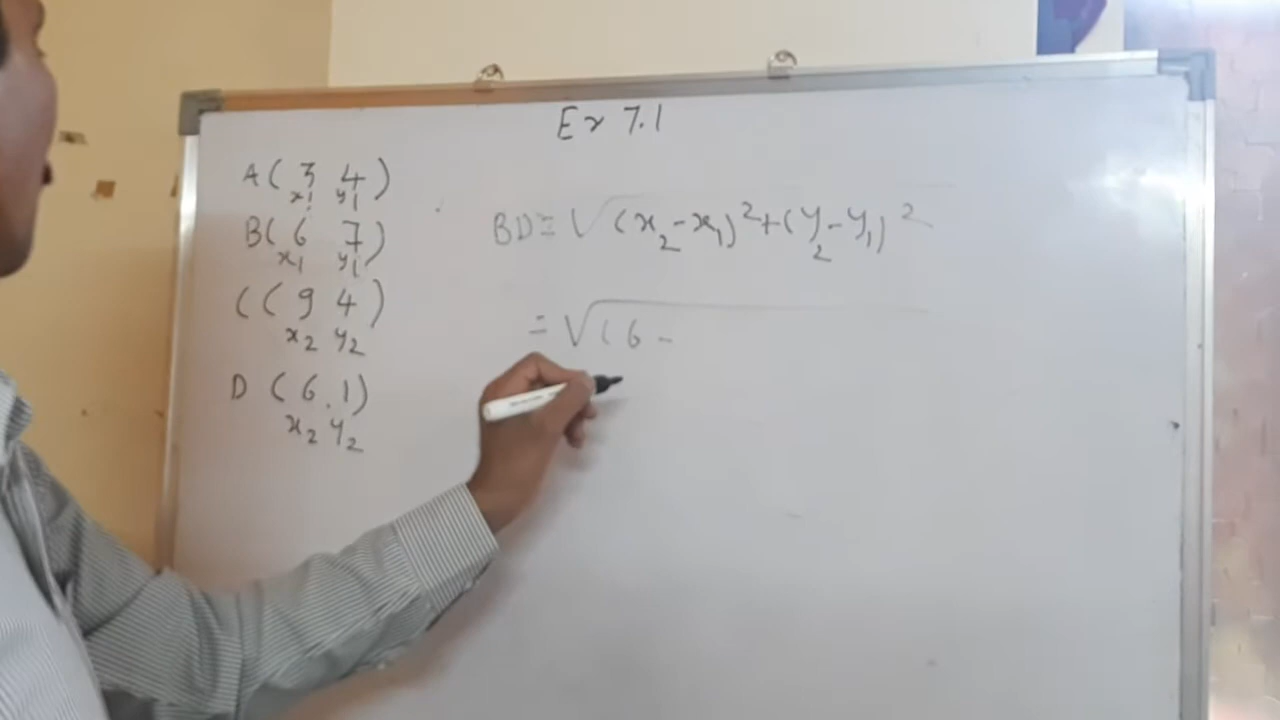 Ex 7.1
A ( 3 4 )
x₁ y₁
B( 6 7 )
x₁ y₁
( ( 9 4 )
x₂ y₂
D ( 6, 1 )
x₂ y₂
BD = √(x₂-x₁)²+(y₂-y₁)²
= √(6 -